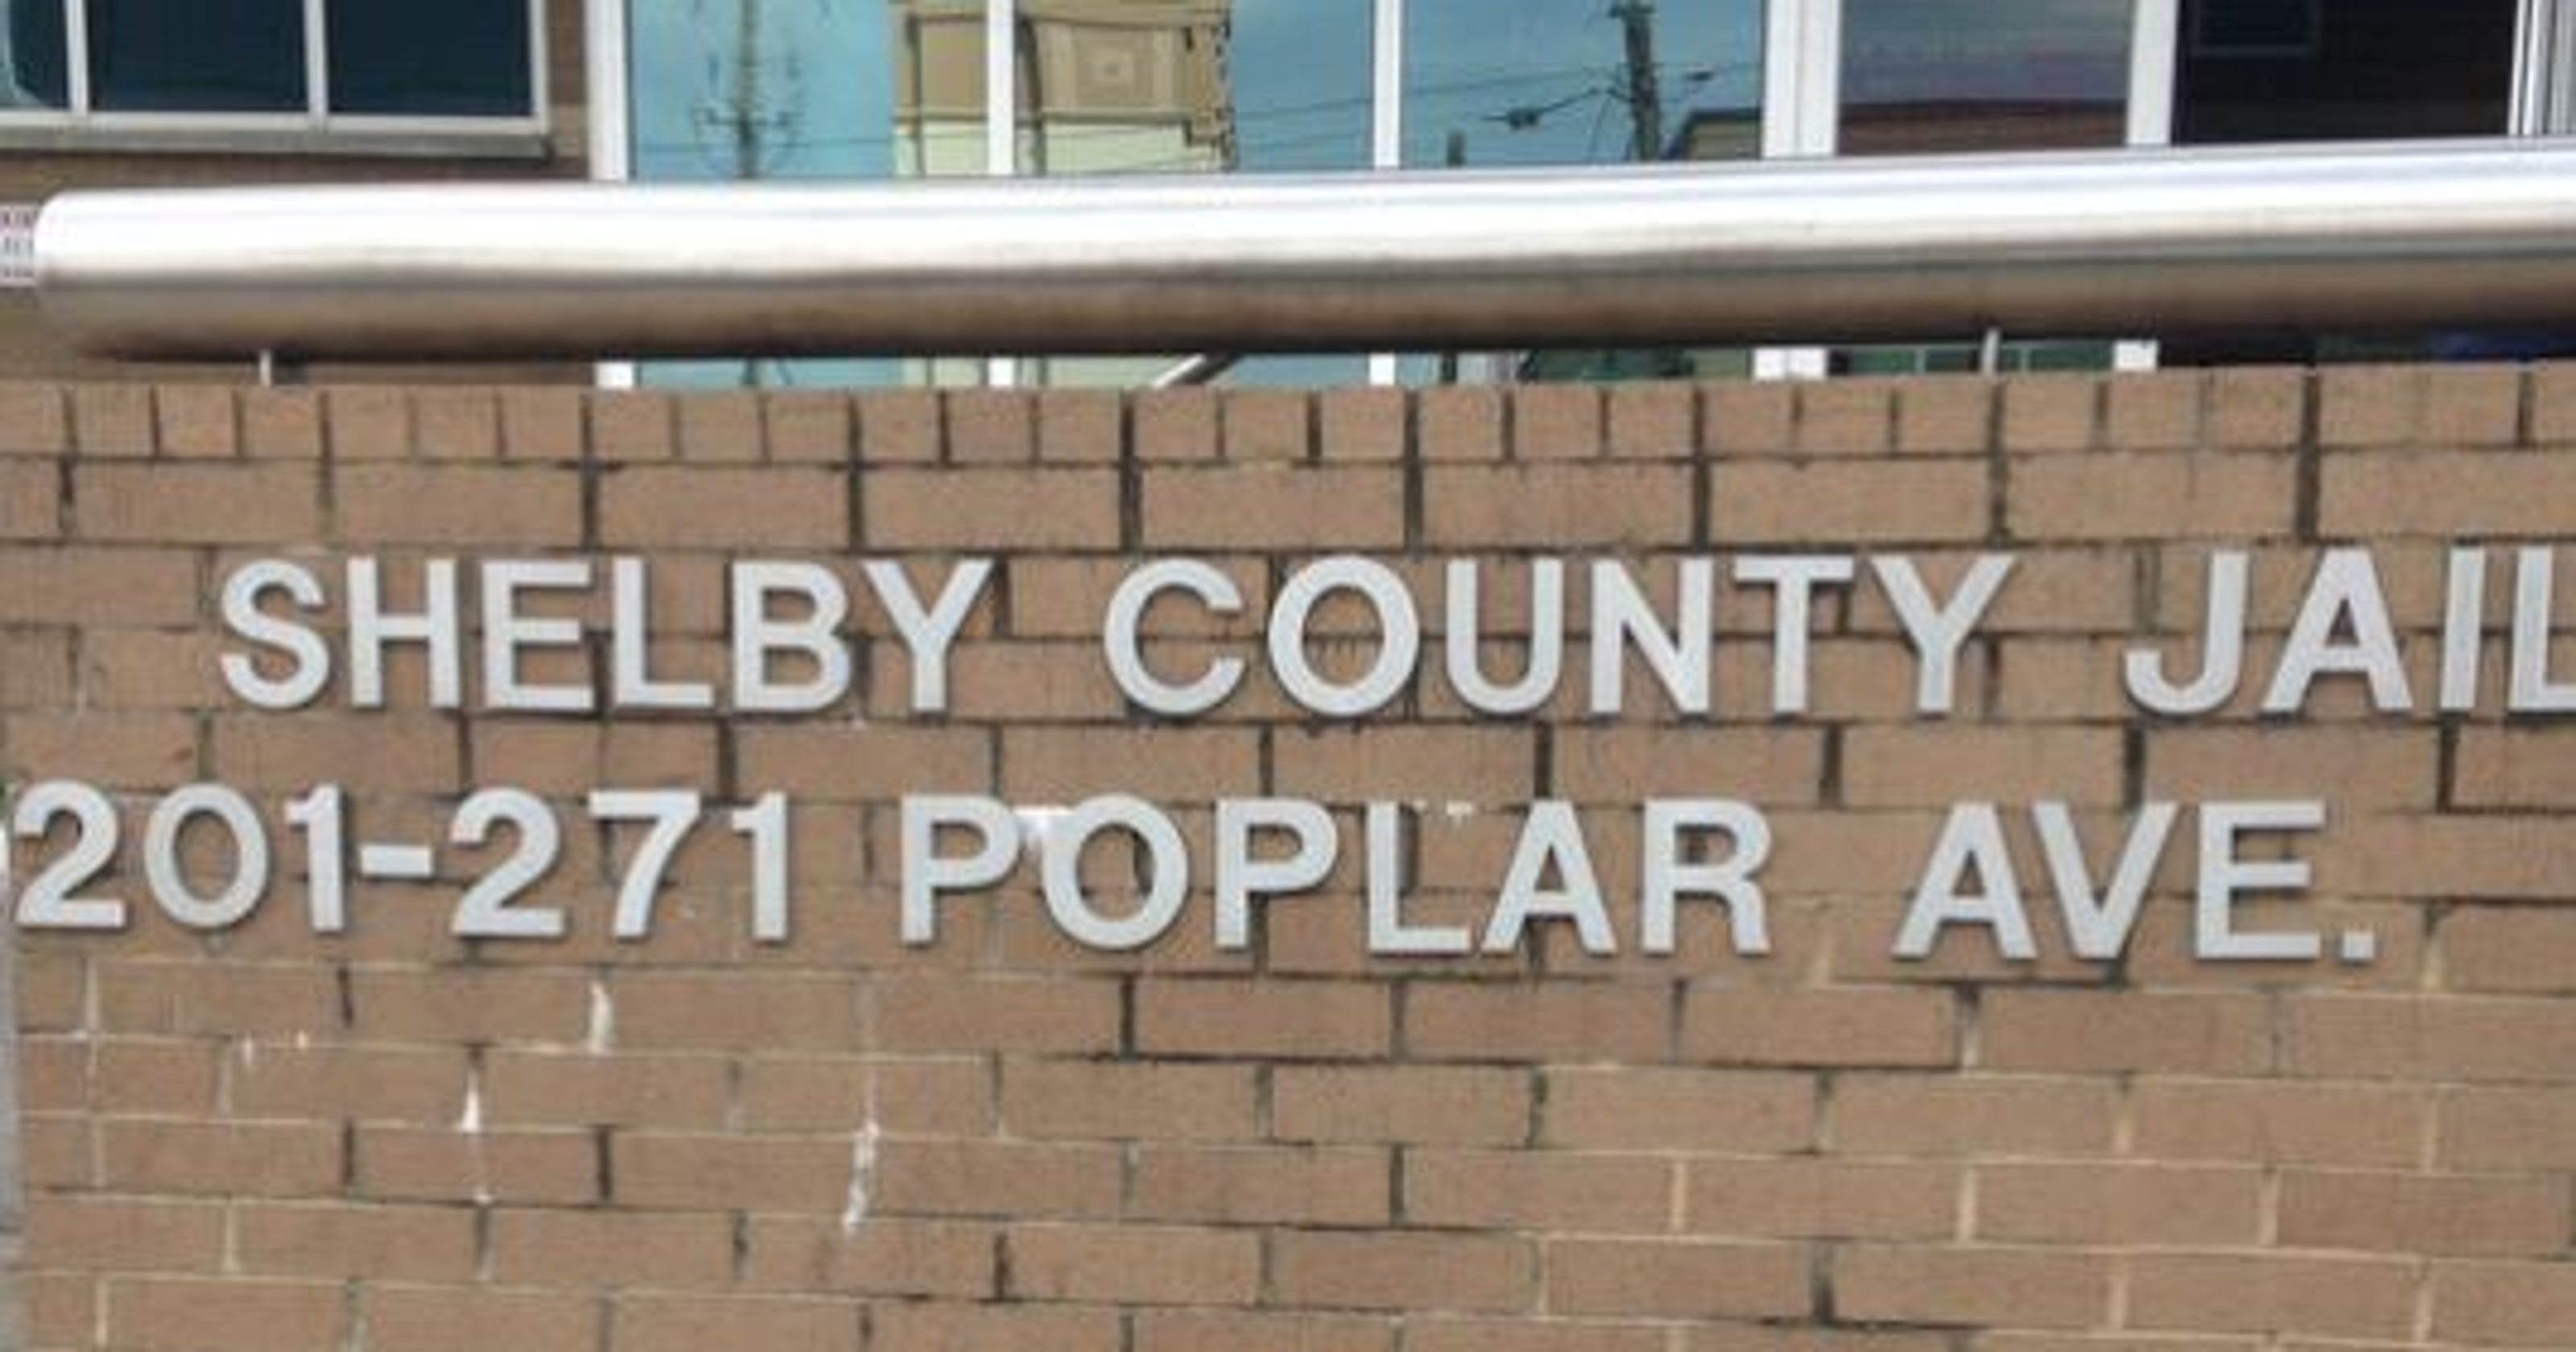 SHELBY COUNTY JAIL
201-271 POPLAR AVE.